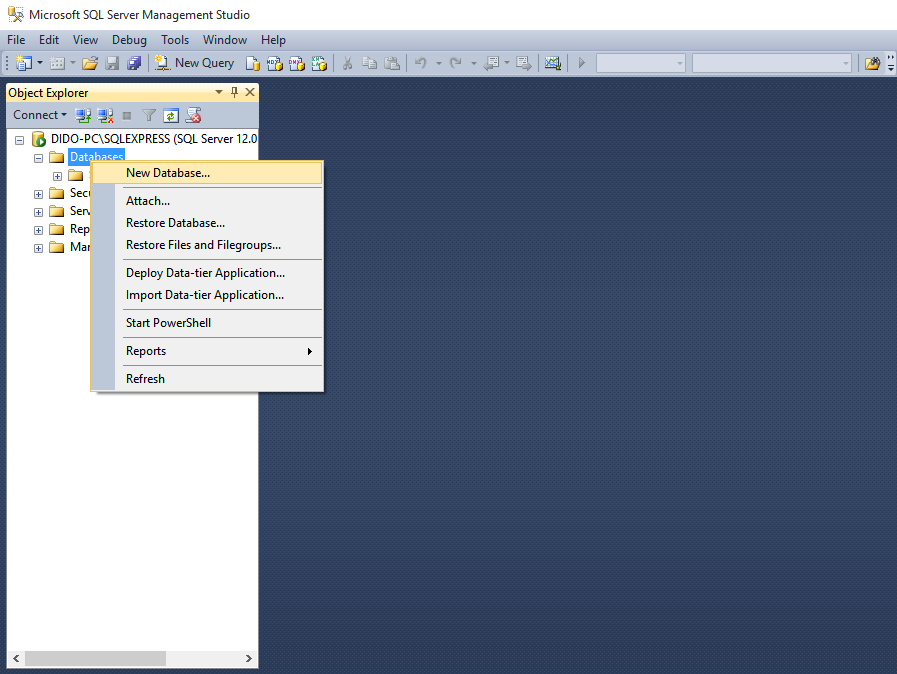 Microsoft SQL Server Management Studio
File Edit View Debug Tools Window Help
New Query
Object Explorer
Connect
DIDO-PC\SQLEXPRESS (SQL Server 12.0
Databases
New Database...
Attach...
Restore Database...
Restore Files and Filegroups...
Deploy Data-tier Application...
Import Data-tier Application...
Start PowerShell
Reports
Refresh
Secu
Serv
Rep
Man